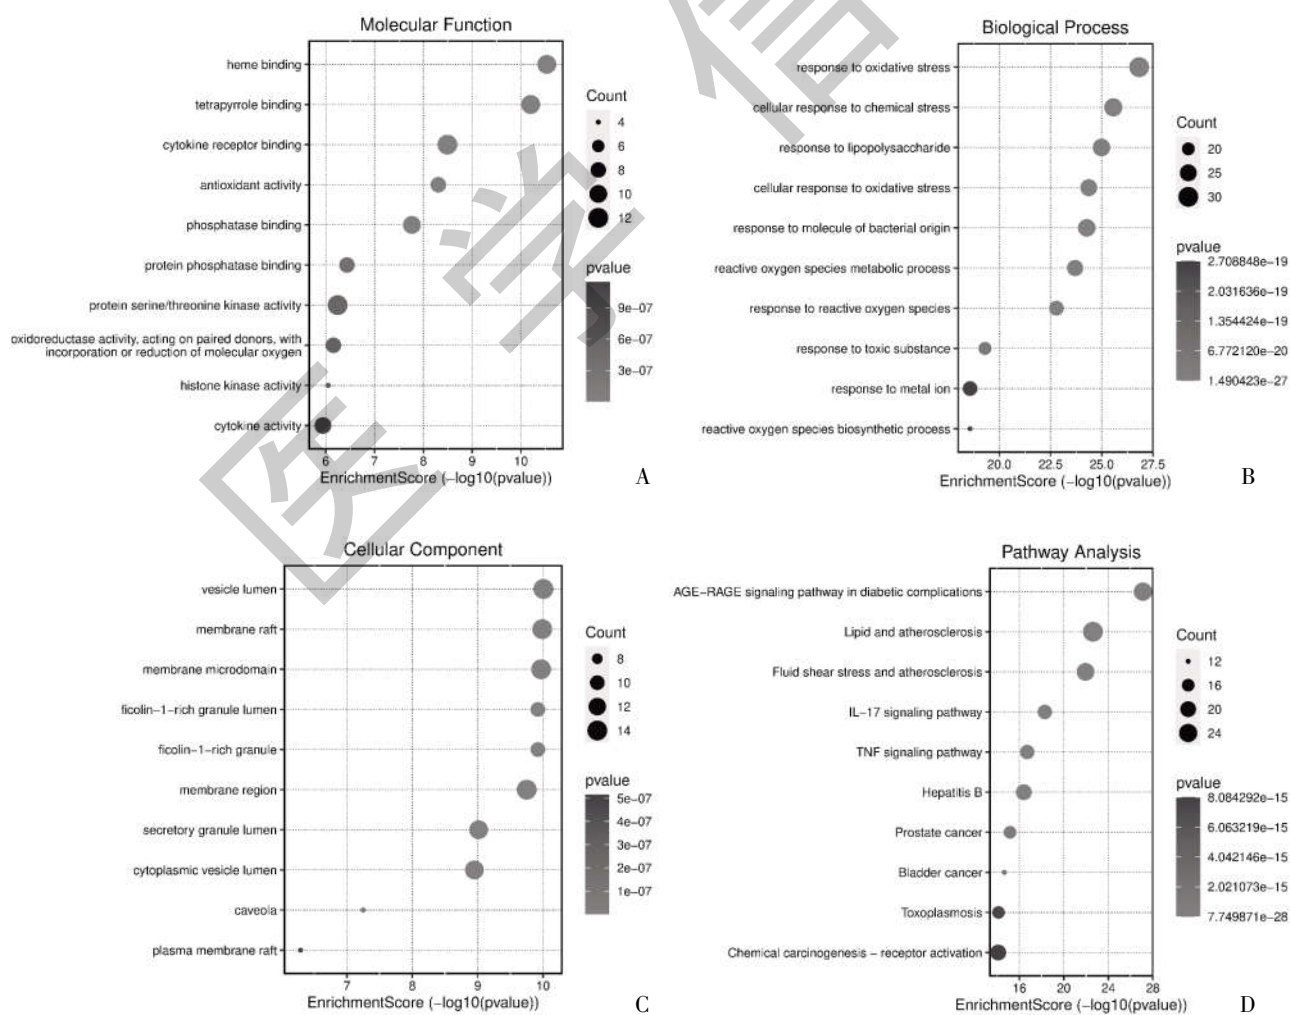 Molecular Function
heme binding
tetrapyrrole binding
cytokine receptor binding
antioxidant activity
phosphatase binding
protein phosphatase binding
protein serine/threonine kinase activity
oxidoreductase activity, acting on paired donors, with
incorporation or reduction of molecular oxygen
histone kinase activity
cytokine activity
6 7 8 9 10
EnrichmentScore (−log10(pvalue))
Count
4
6
8
10
12
pvalue
9e−07
6e−07
3e−07
A
Biological Process
response to oxidative stress
cellular response to chemical stress
response to lipopolysaccharide
cellular response to oxidative stress
response to molecule of bacterial origin
reactive oxygen species metabolic process
response to reactive oxygen species
response to toxic substance
response to metal ion
reactive oxygen species biosynthetic process
20.0 22.5 25.0 27.5
EnrichmentScore (−log10(pvalue))
Count
20
25
30
pvalue
2.708848e−19
2.031636e−19
1.354424e−19
6.772120e−20
1.490423e−27
B
Cellular Component
vesicle lumen
membrane raft
membrane microdomain
ficolin−1−rich granule lumen
ficolin−1−rich granule
membrane region
secretory granule lumen
cytoplasmic vesicle lumen
caveola
plasma membrane raft
7 8 9 10
EnrichmentScore (−log10(pvalue))
Count
8
10
12
14
pvalue
5e−07
4e−07
3e−07
2e−07
1e−07
C
Pathway Analysis
AGE−RAGE signaling pathway in diabetic complications
Lipid and atherosclerosis
Fluid shear stress and atherosclerosis
IL−17 signaling pathway
TNF signaling pathway
Hepatitis B
Prostate cancer
Bladder cancer
Toxoplasmosis
Chemical carcinogenesis − receptor activation
16 20 24 28
EnrichmentScore (−log10(pvalue))
Count
12
16
20
24
pvalue
8.084292e−15
6.063219e−15
4.042146e−15
2.021073e−15
7.749871e−28
D
医学信